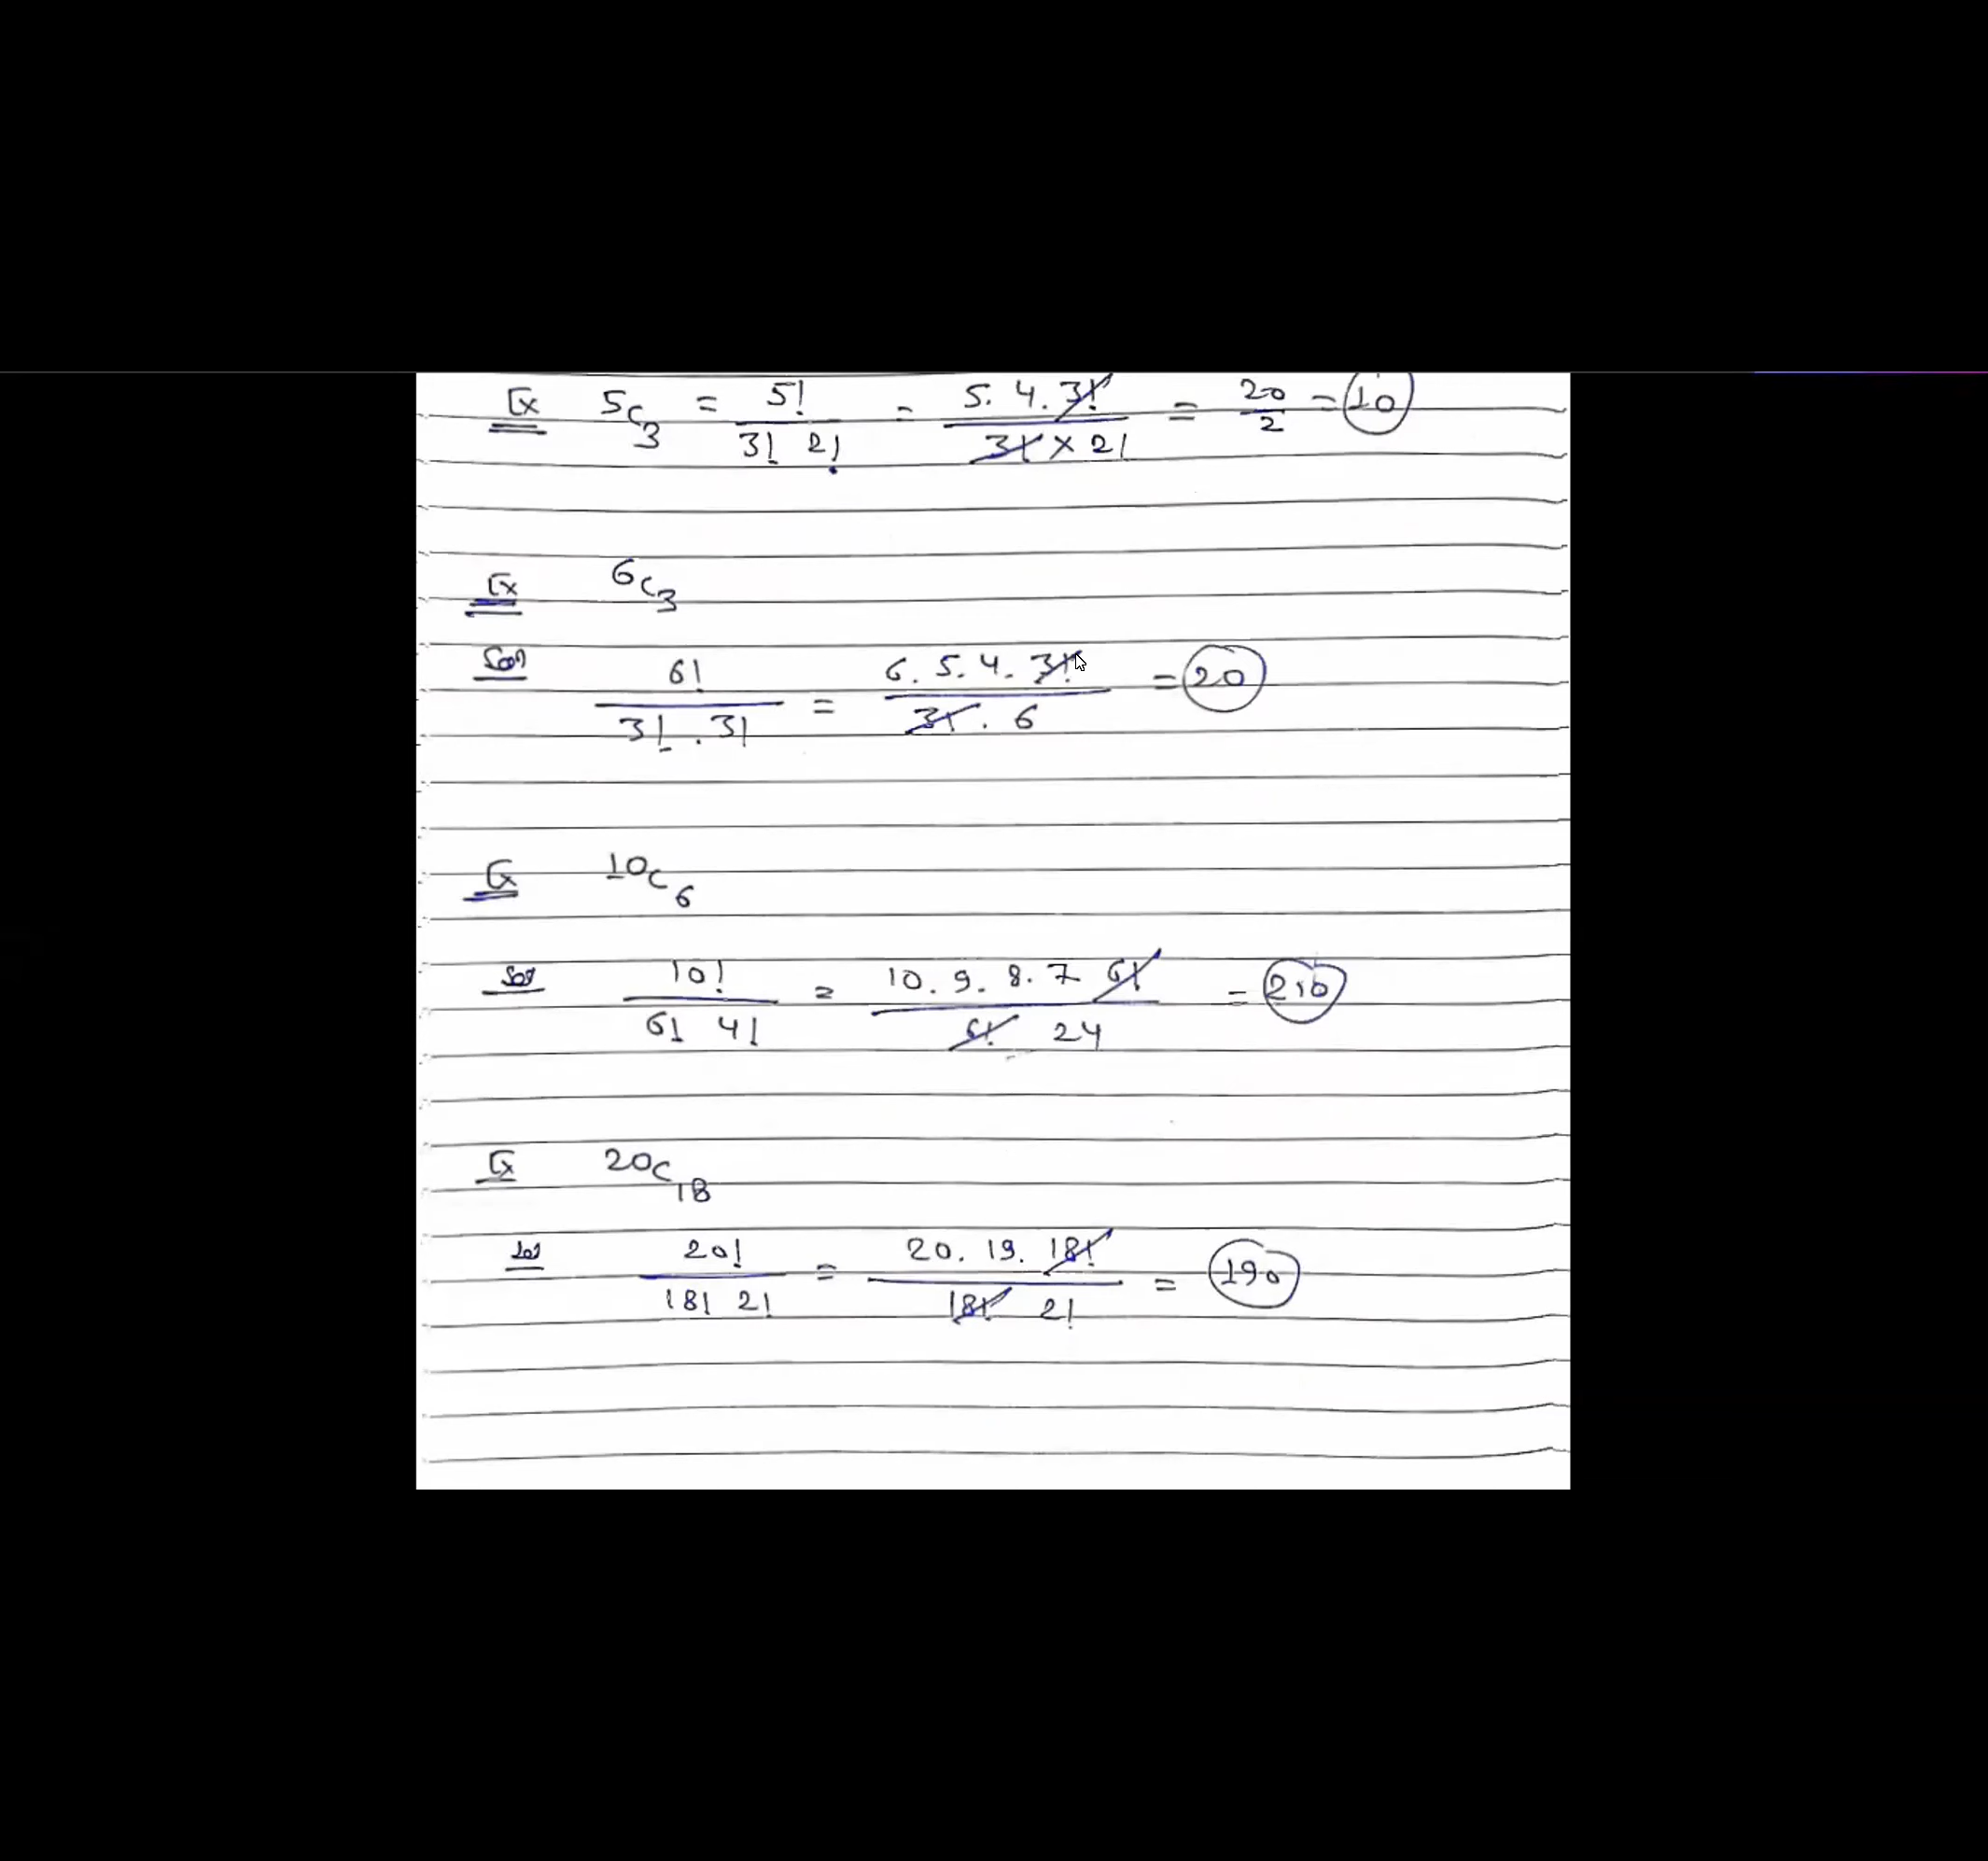 Ex 5C3 = 5! / 3! 2! = 5. 4. 3! / 3! × 2! = 20/2 = 10
Ex 6C3
Soln 6! / 3! . 3! = 6. 5. 4. 3! / 3! . 6 = 20
Ex 10C6
Sol 10! / 6! 4! = 10. 9. 8. 7 6! / 6! 24 = 210
Ex 20C18
Sol 20! / 18! 2! = 20. 19. 18! / 18! 2! = 190